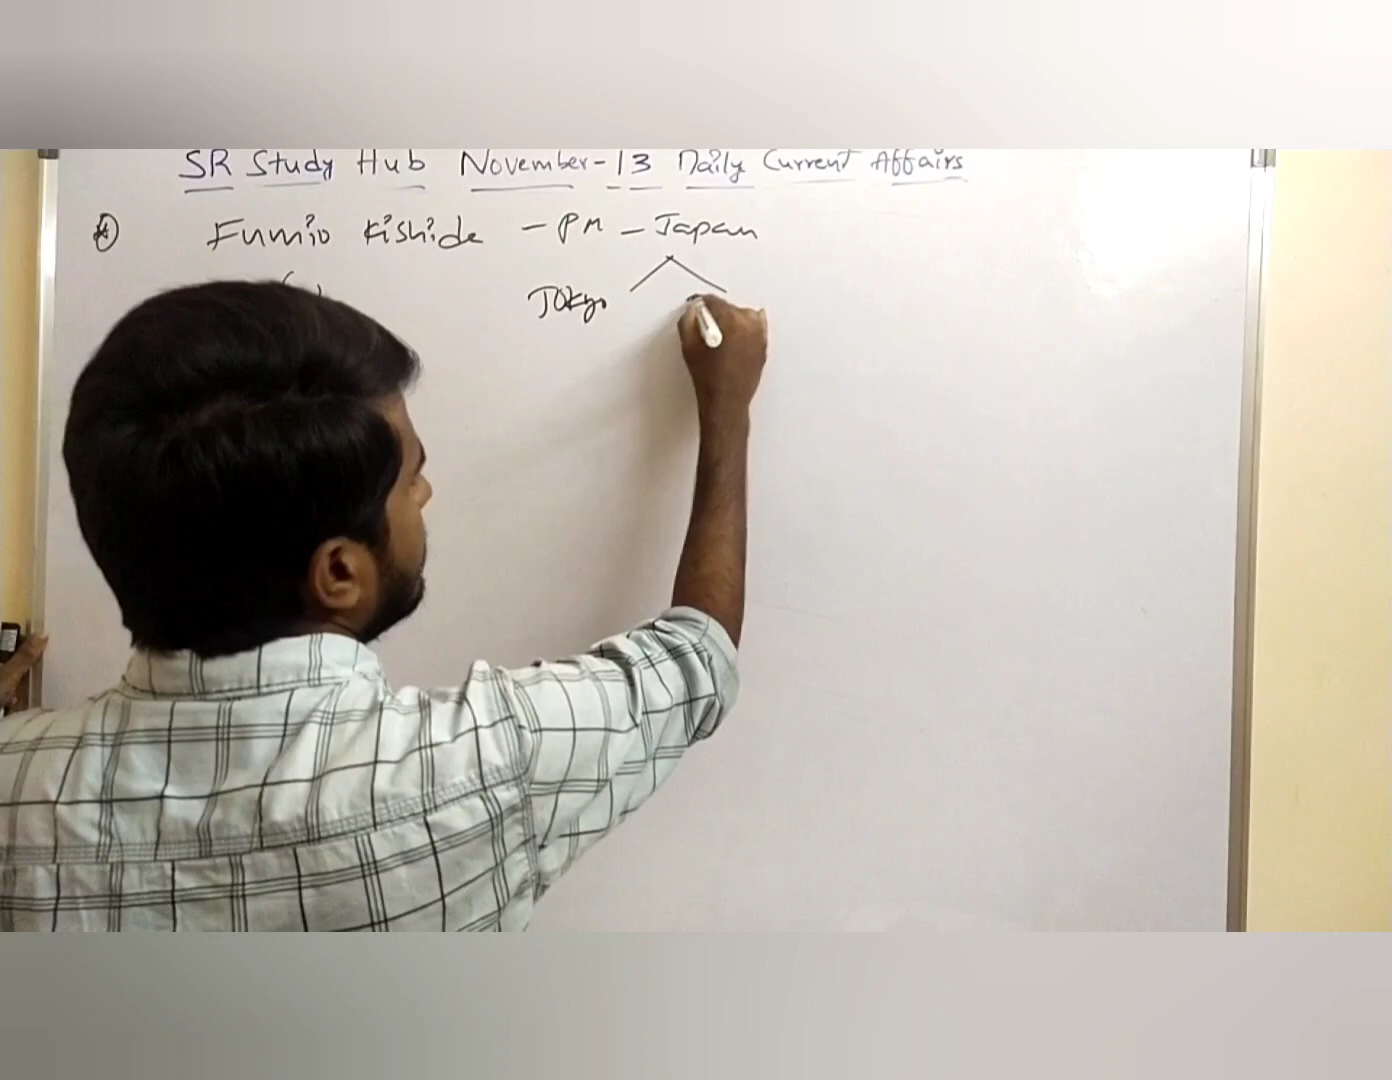 SR Study Hub November-13 Daily Current Affairs
Fumio Kishide - PM - Japan
Tokyo